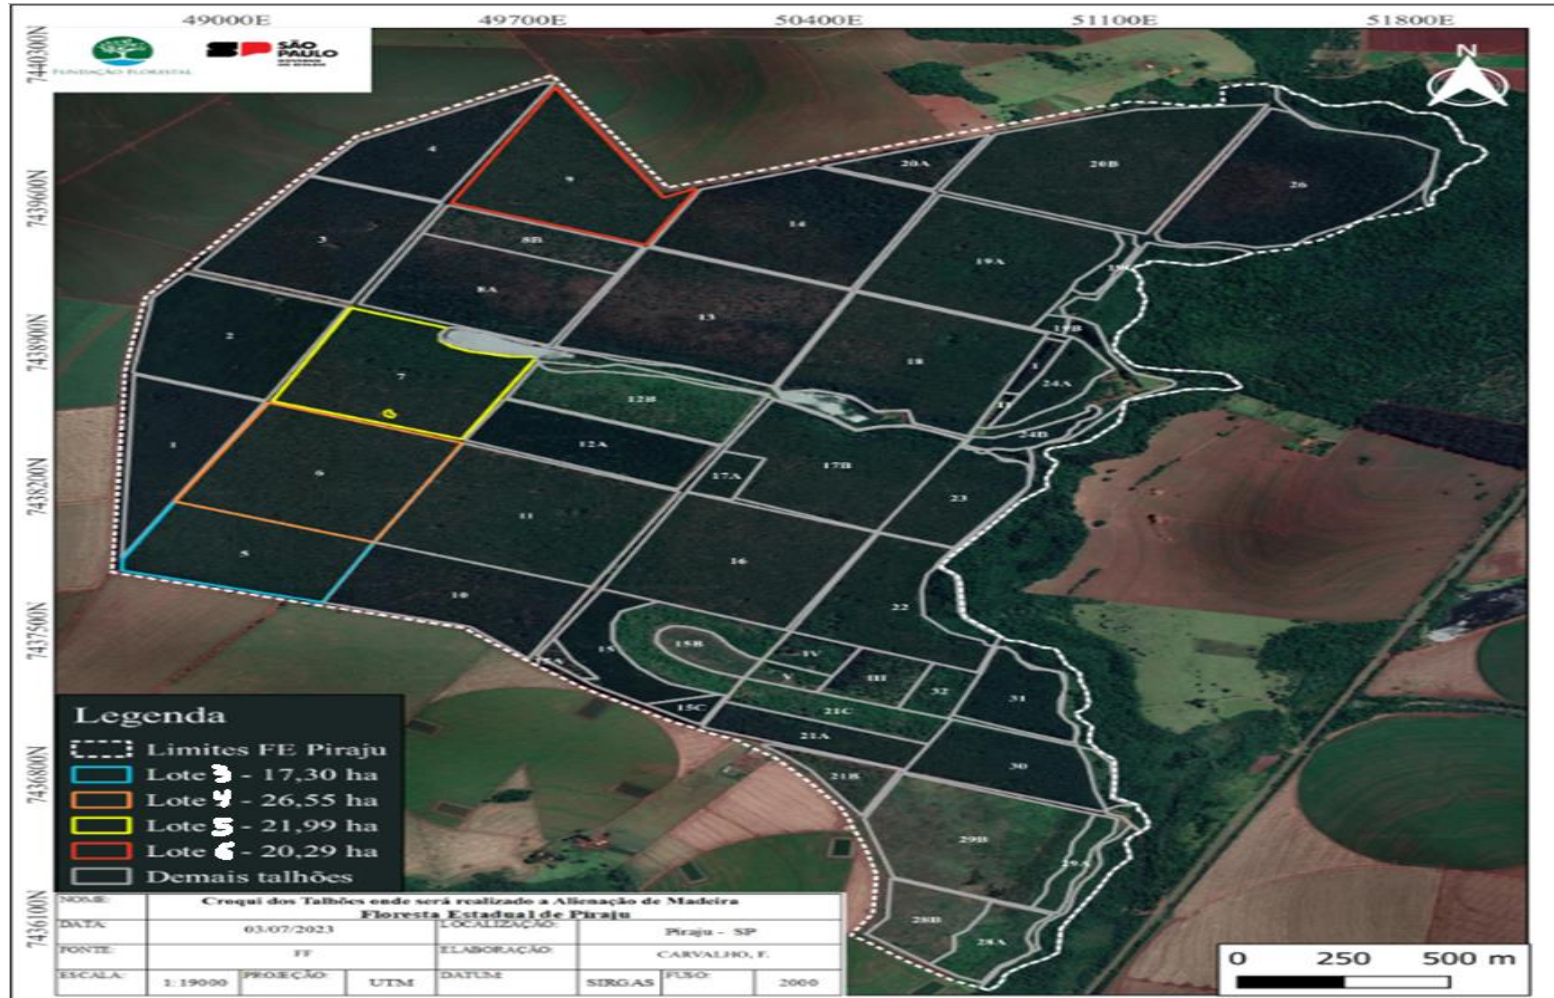 49000E 49700E 50400E 51100E 51800E
7440300N
7439600N
7438900N
7438200N
7437500N
7436800N
7436100N
FUNDAÇÃO FLORESTAL
SP SÃO PAULO
N
4
9
20A
20B
26
3
8B
14
19A
8A
13
2
19B
7
18
1
24A
12B
12A
24B
1
6
17A
17B
23
11
5
16
10
22
15
15B
IV
V
III
32
31
15C
21C
21A
30
21B
29B
29A
28B
28A
Legenda
Limites FE Piraju
Lote 3 - 17,30 ha
Lote 4 - 26,55 ha
Lote 5 - 21,99 ha
Lote 6 - 20,29 ha
Demais talhões
NOME: Croqui dos Talhões onde será realizado a Alienação de Madeira
Floresta Estadual de Piraju
DATA: 03/07/2023 LOCALIZAÇÃO: Piraju - SP
FONTE: FF ELABORAÇÃO: CARVALHO, F.
ESCALA: 1:19000 PROJEÇÃO: UTM DATUM: SIRGAS FUSO: 2000
0 250 500 m